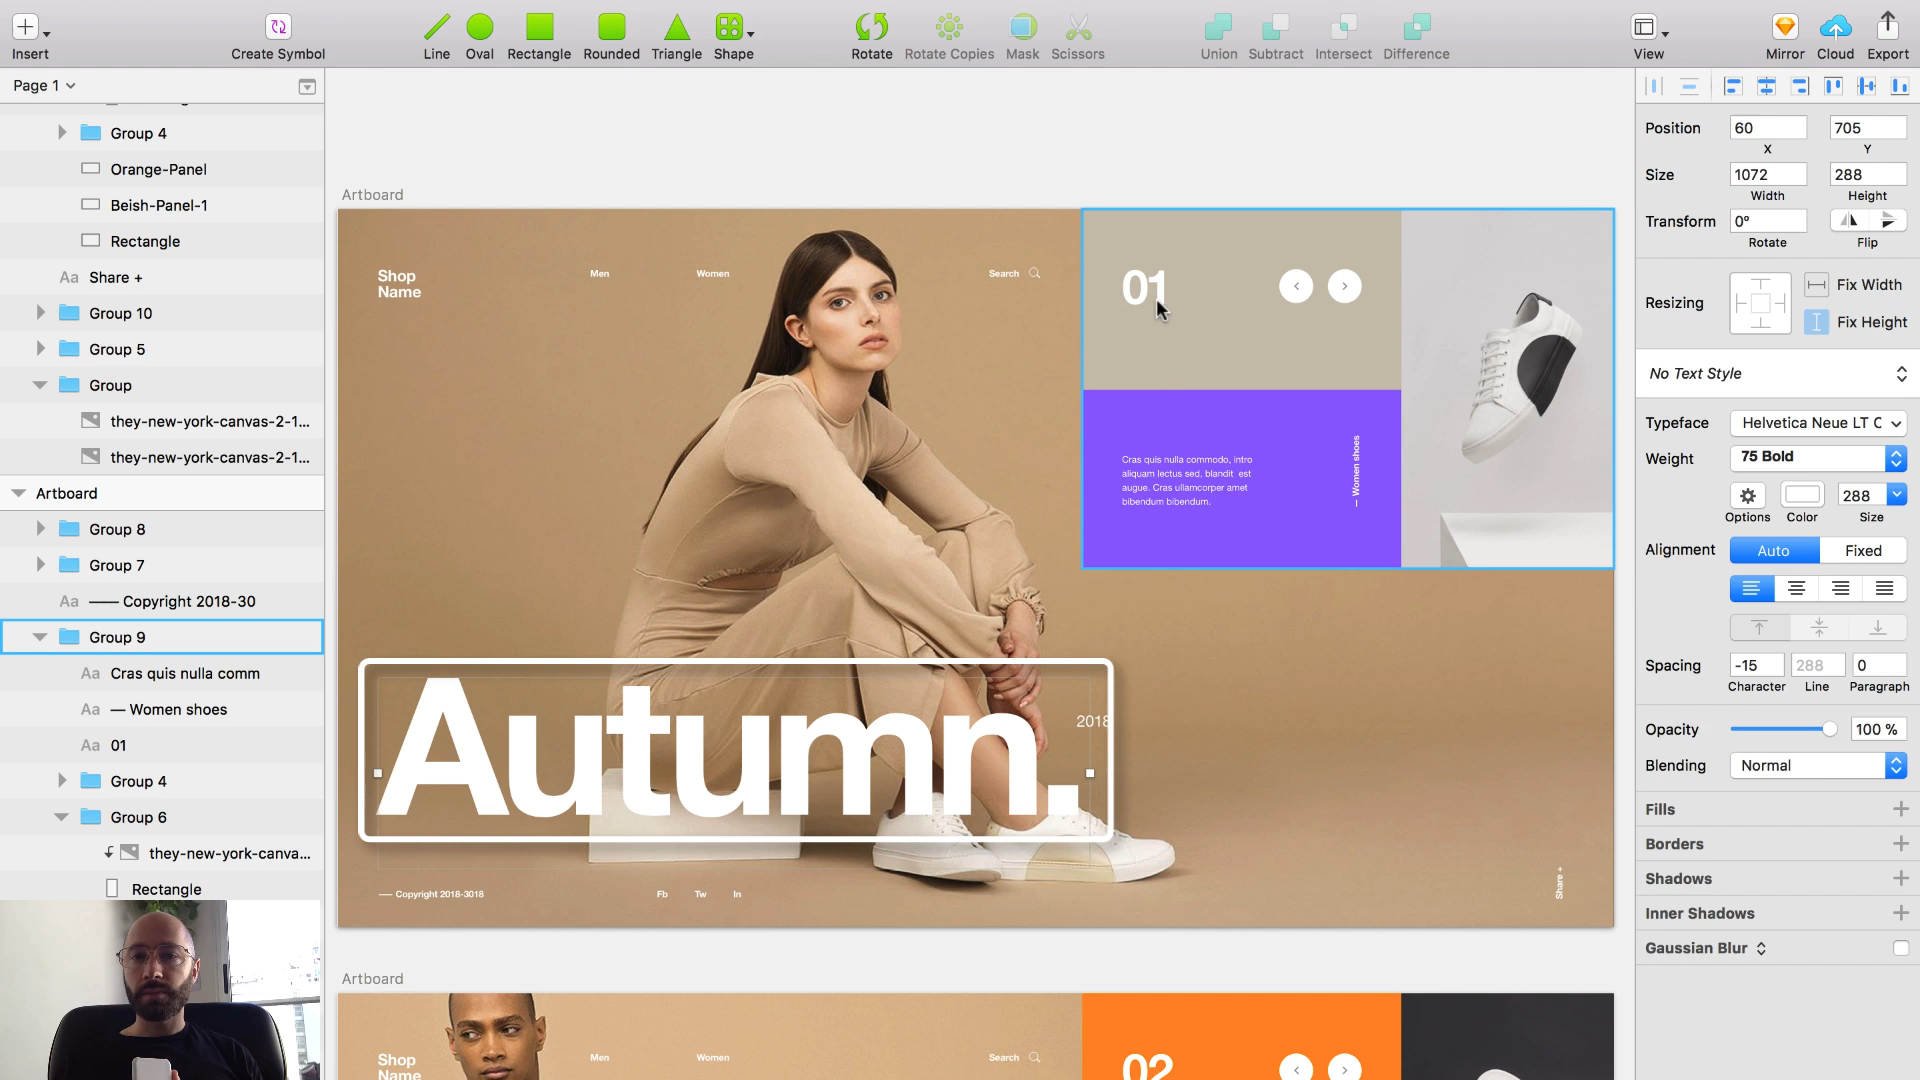 Insert
Create Symbol
Line
Oval
Rectangle
Rounded
Triangle
Shape
Rotate
Rotate Copies
Mask
Scissors
Union
Subtract
Intersect
Difference
View
Mirror
Cloud
Export
Page 1
Group 4
Orange-Panel
Beish-Panel-1
Rectangle
Aa Share +
Group 10
Group 5
Group
they-new-york-canvas-2-1...
they-new-york-canvas-2-1...
Artboard
Group 8
Group 7
Aa —— Copyright 2018-30
Group 9
Aa Cras quis nulla comm
Aa — Women shoes
Aa 01
Group 4
Group 6
they-new-york-canva...
Rectangle
Artboard
Shop
Name
Men
Women
Search
01
Cras quis nulla commodo, intro
aliquam lectus sed, blandit est
augue. Cras ullamcorper amet
bibendum bibendum.
— Women shoes
Autumn.
2018
—— Copyright 2018-3018
Fb
Tw
In
Share +
Artboard
Shop
Name
Men
Women
Search
02
Position
60
705
X
Y
Size
1072
288
Width
Height
Transform
0º
Rotate
Flip
Resizing
Fix Width
Fix Height
No Text Style
Typeface
Helvetica Neue LT C
Weight
75 Bold
288
Options
Color
Size
Alignment
Auto
Fixed
Spacing
-15
288
0
Character
Line
Paragraph
Opacity
100 %
Blending
Normal
Fills
Borders
Shadows
Inner Shadows
Gaussian Blur